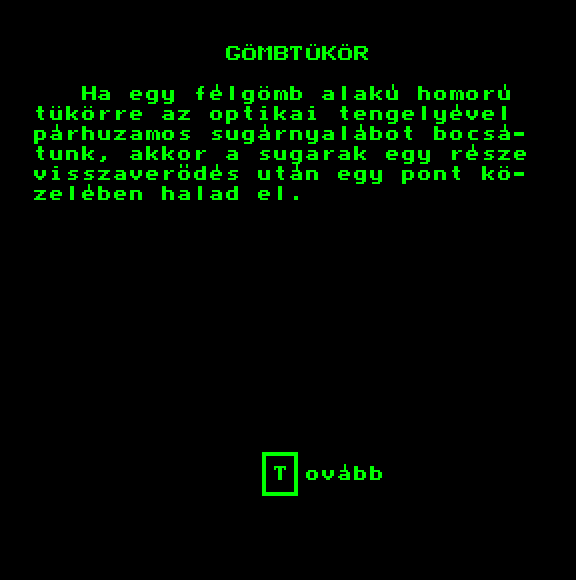 GÖMBTÜKÖR
Ha egy félgömb alakú homorú
tükörre az optikai tengelyével
párhuzamos sugárnyalábot bocsá-
tunk, akkor a sugarak egy része
visszaverödés után egy pont kö-
zelében halad el.
T ovább